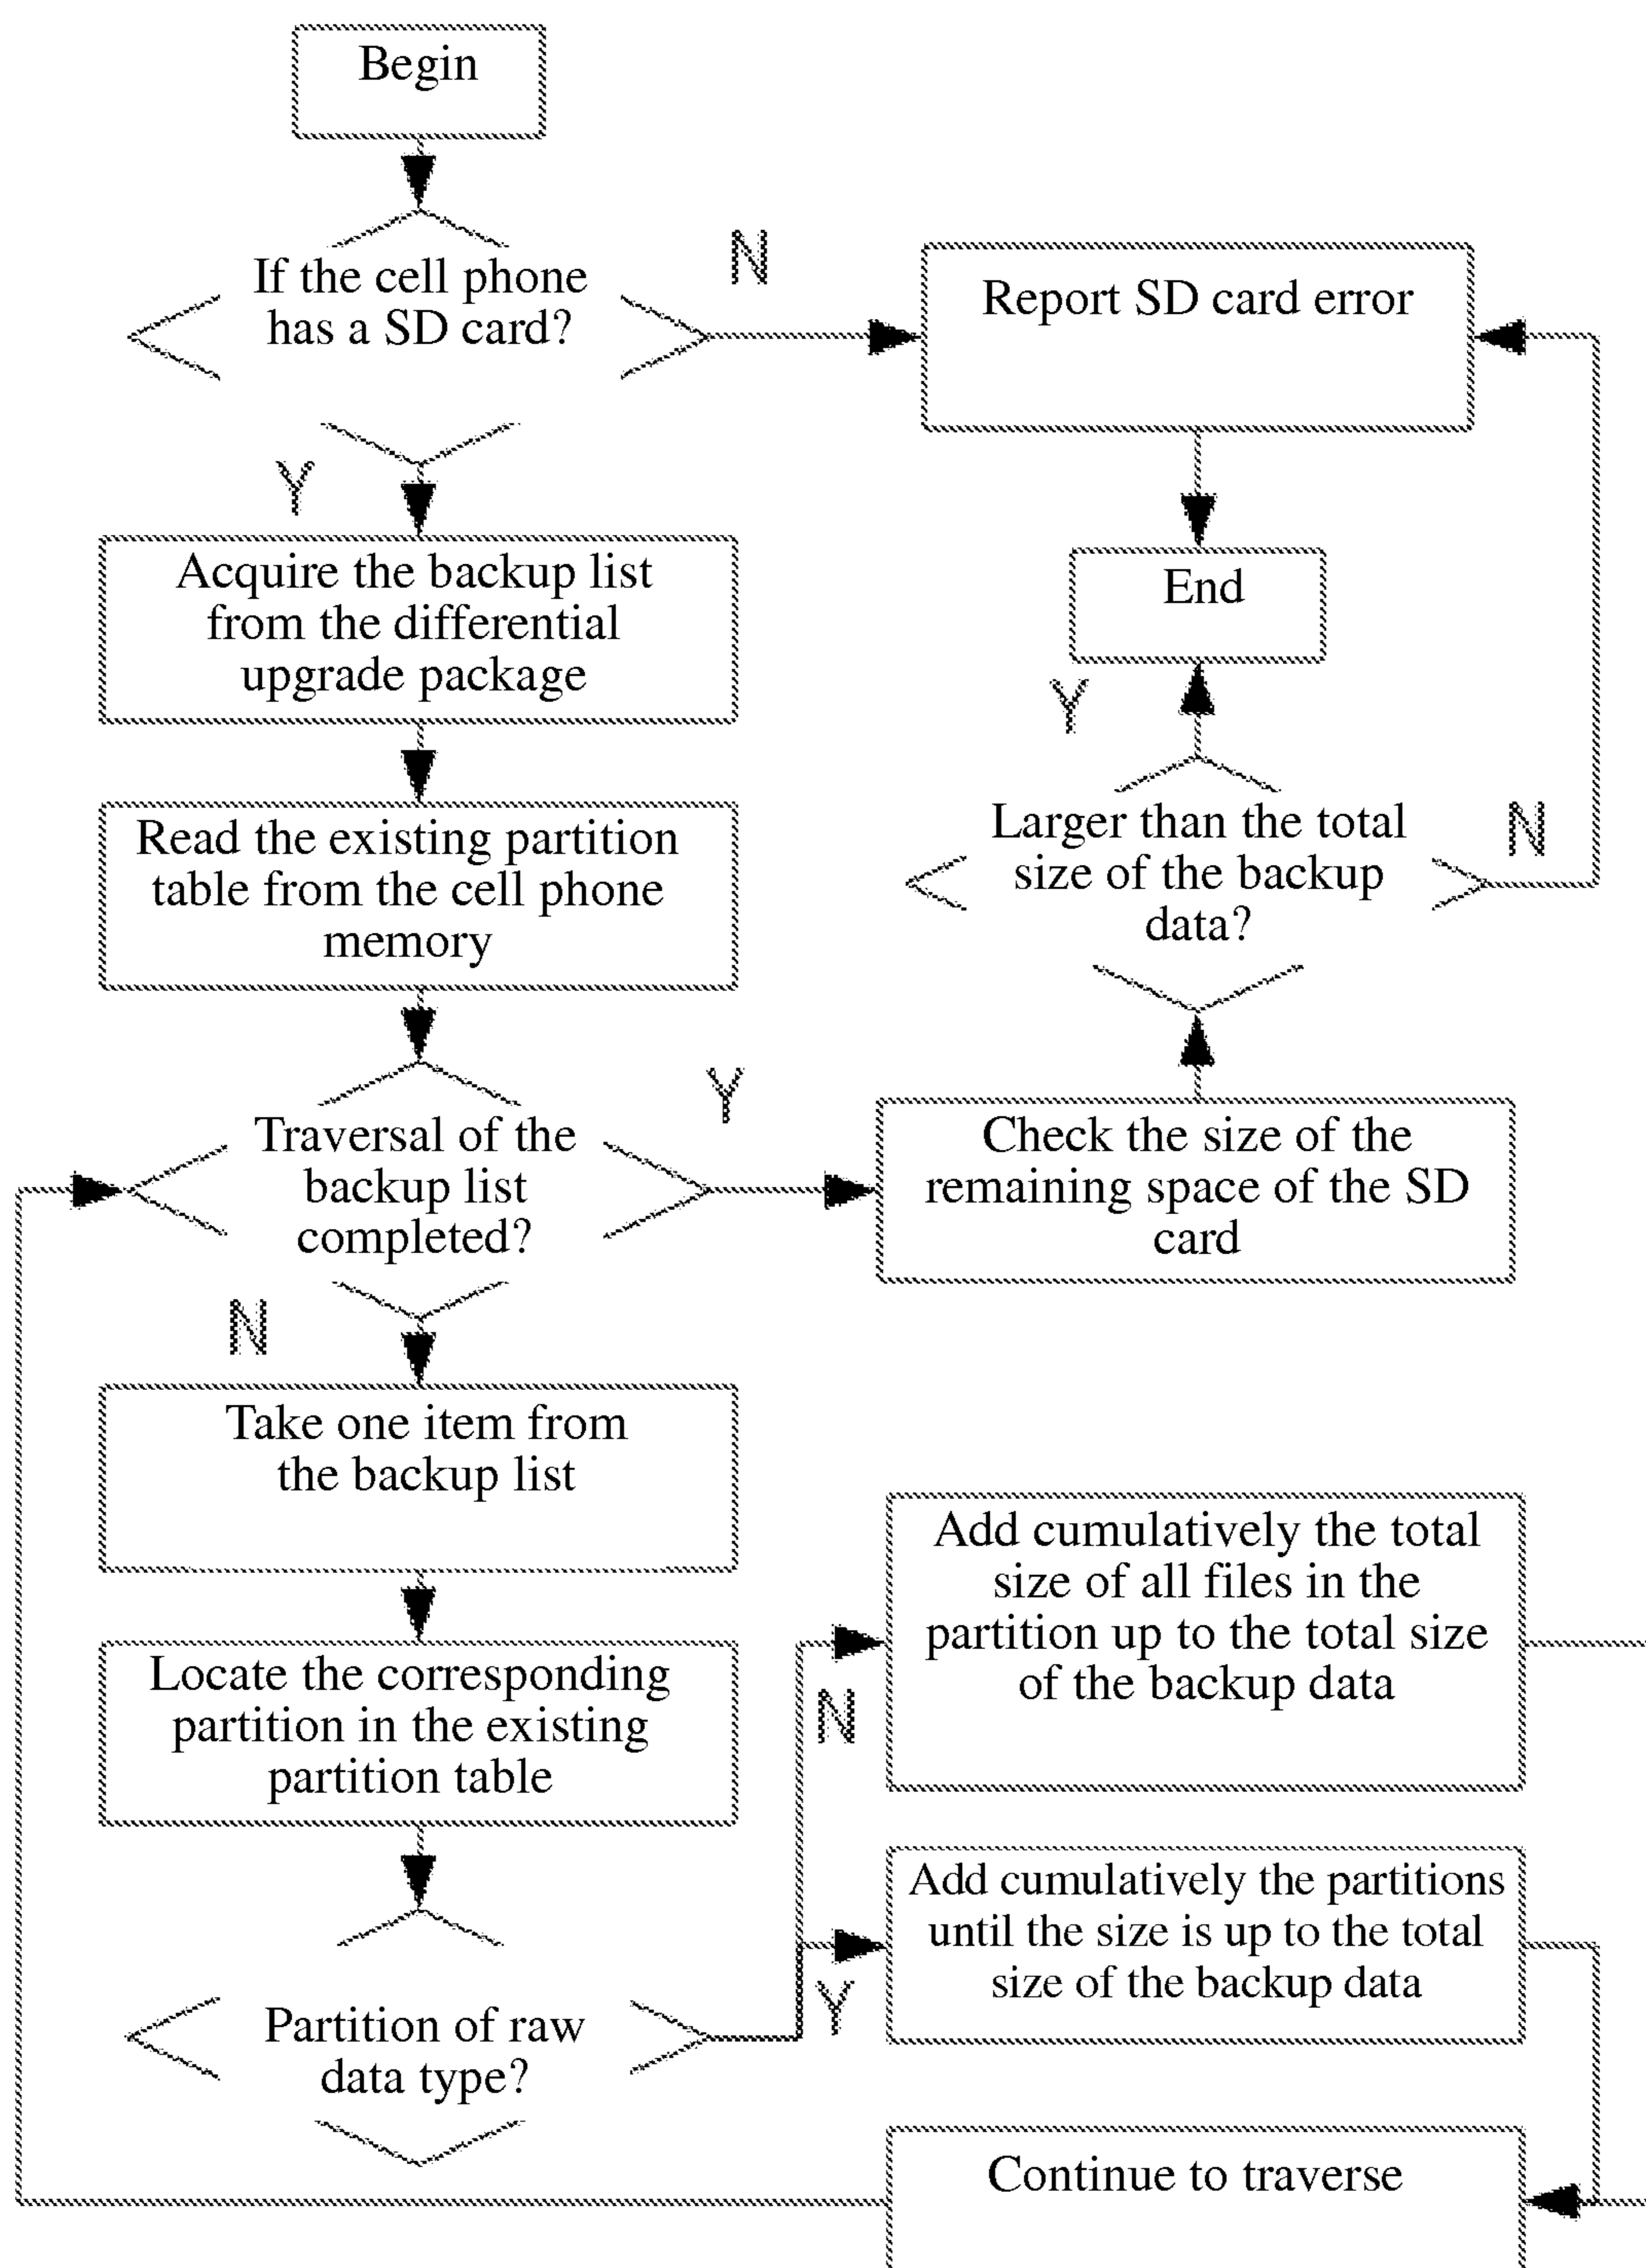 Begin
If the cell phone
has a SD card?
N
Report SD card error
Y
Acquire the backup list
from the differential
upgrade package
End
Y
Read the existing partition
table from the cell phone
memory
Larger than the total
size of the backup
data?
N
Traversal of the
backup list
completed?
Y
Check the size of the
remaining space of the SD
card
N
Take one item from
the backup list
Add cumulatively the total
size of all files in the
partition up to the total size
of the backup data
Locate the corresponding
partition in the existing
partition table
N
Add cumulatively the partitions
until the size is up to the total
size of the backup data
Y
Partition of raw
data type?
Continue to traverse